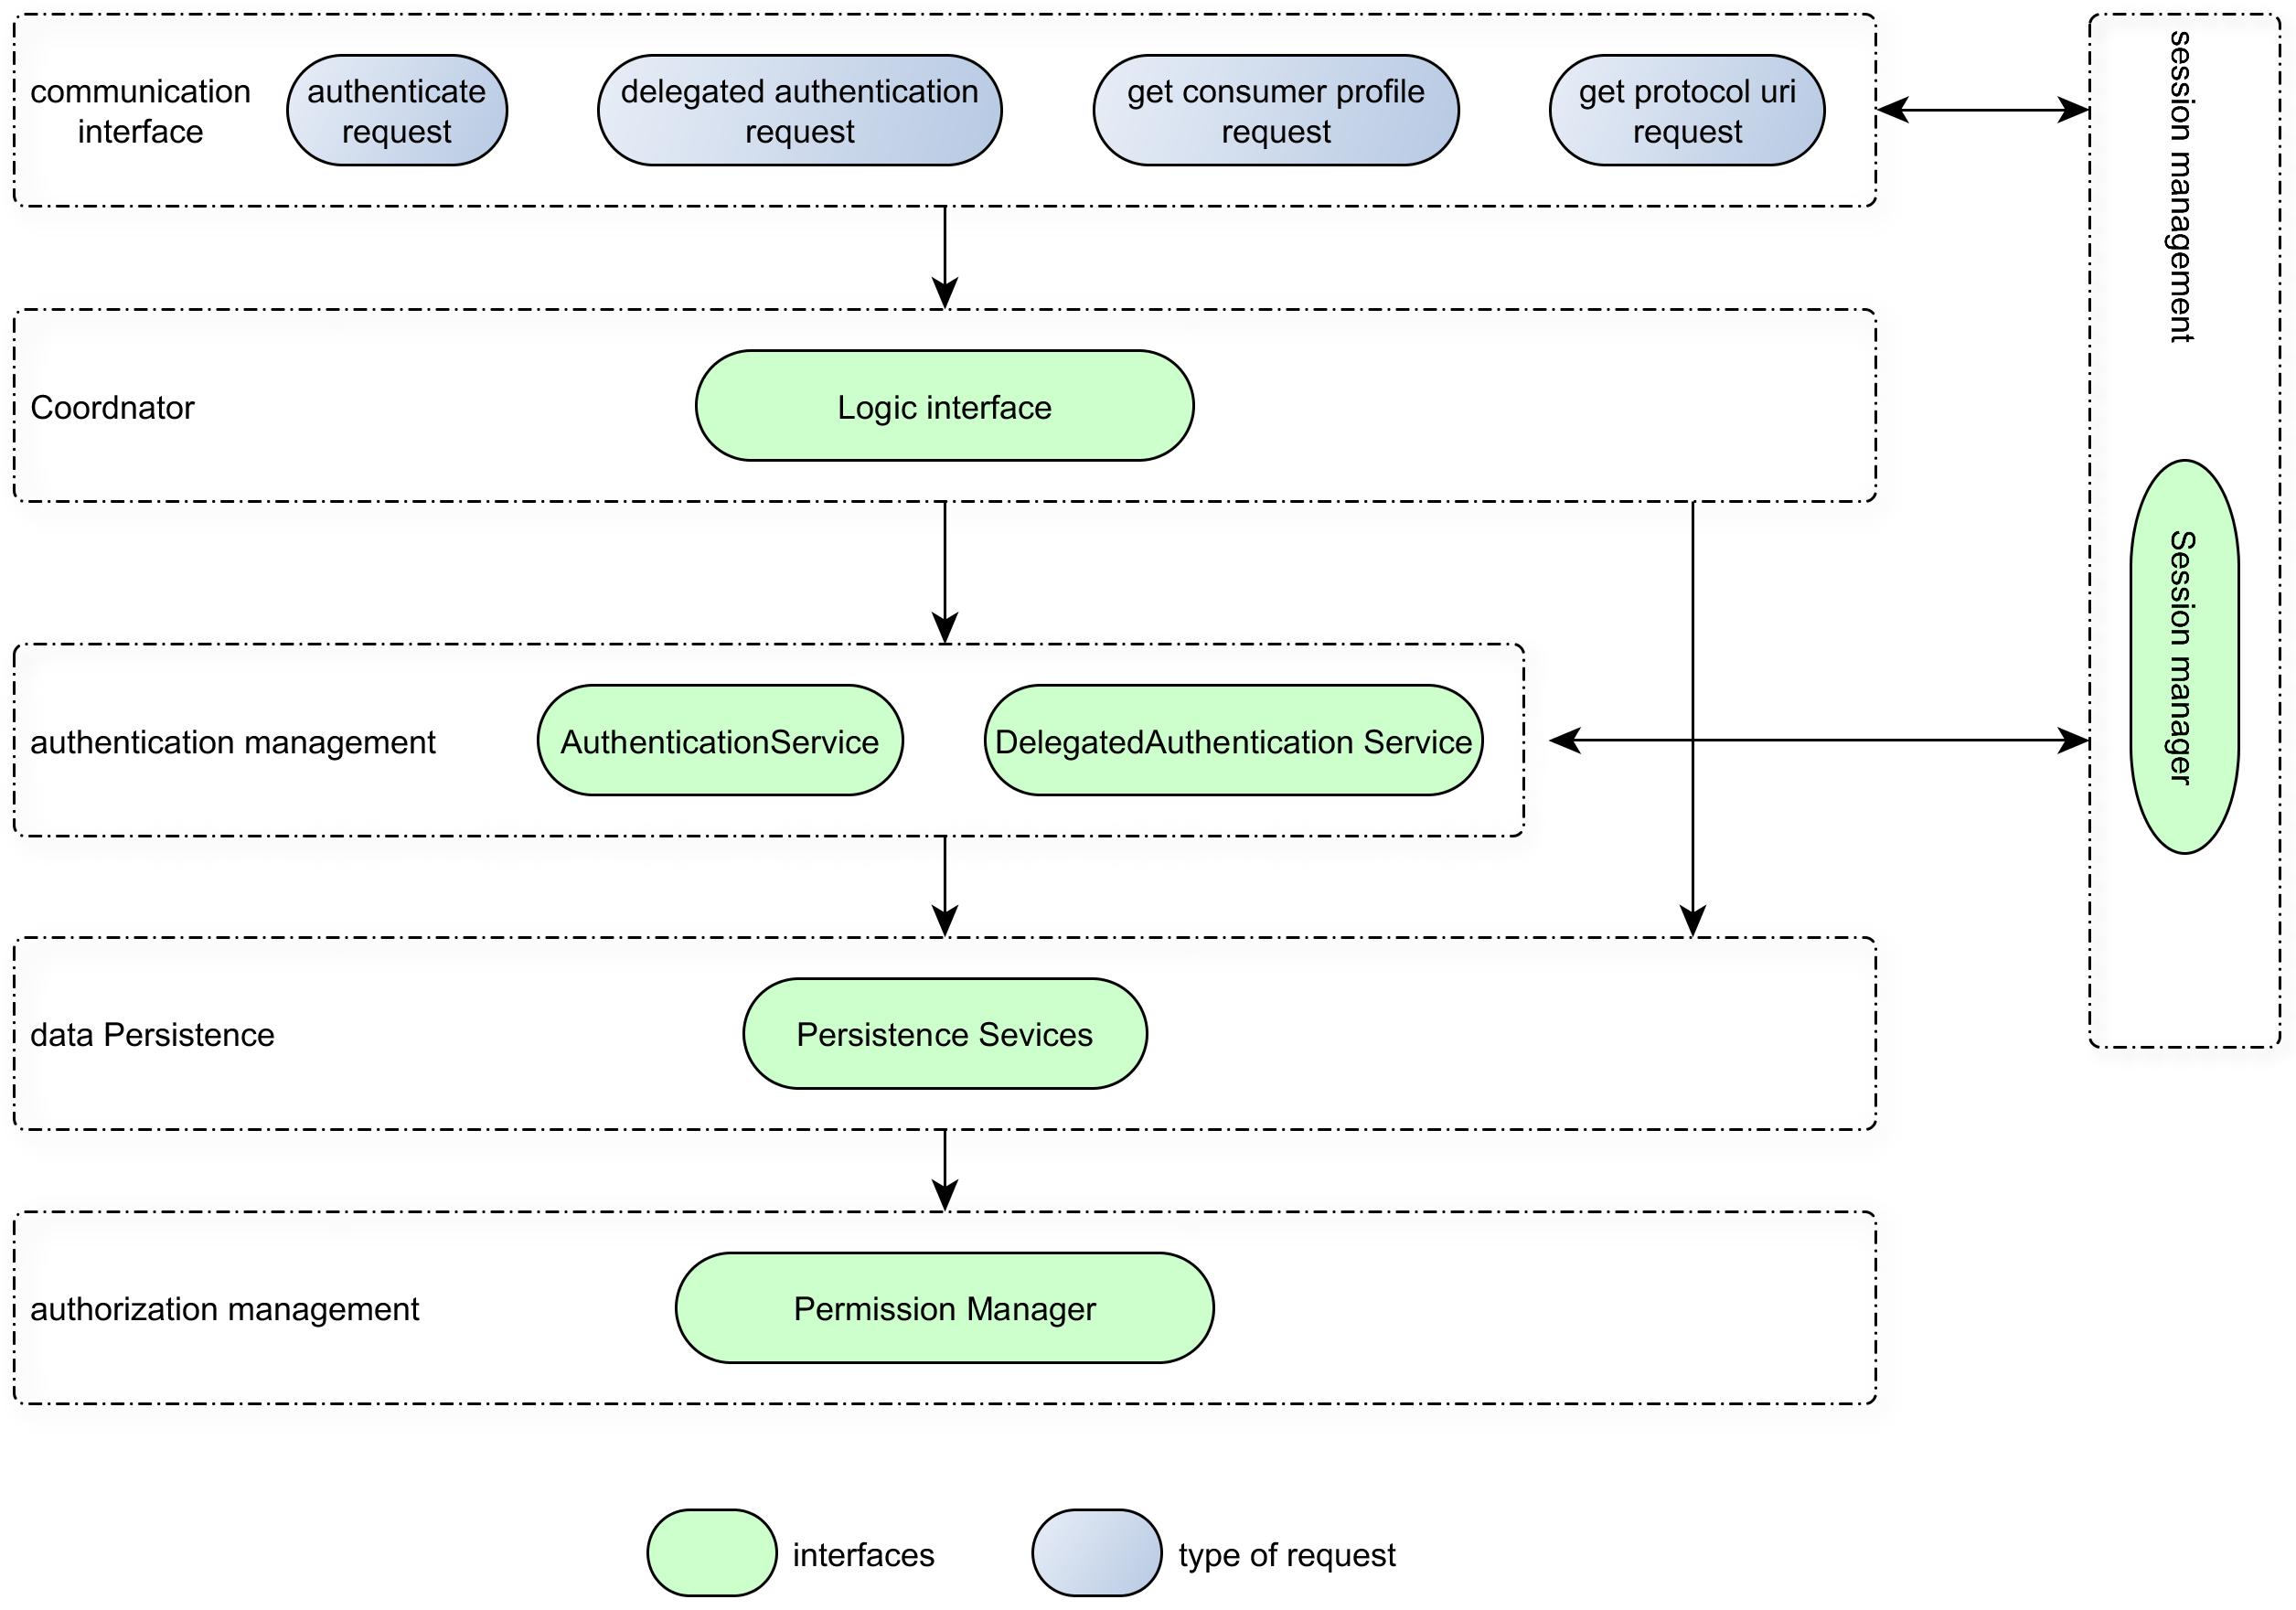 communication
interface
authenticate
request
delegated authentication
request
get consumer profile
request
get protocol uri
request
session management
Coordnator
Logic interface
Session manager
authentication management
AuthenticationService
DelegatedAuthentication Service
data Persistence
Persistence Sevices
authorization management
Permission Manager
interfaces
type of request